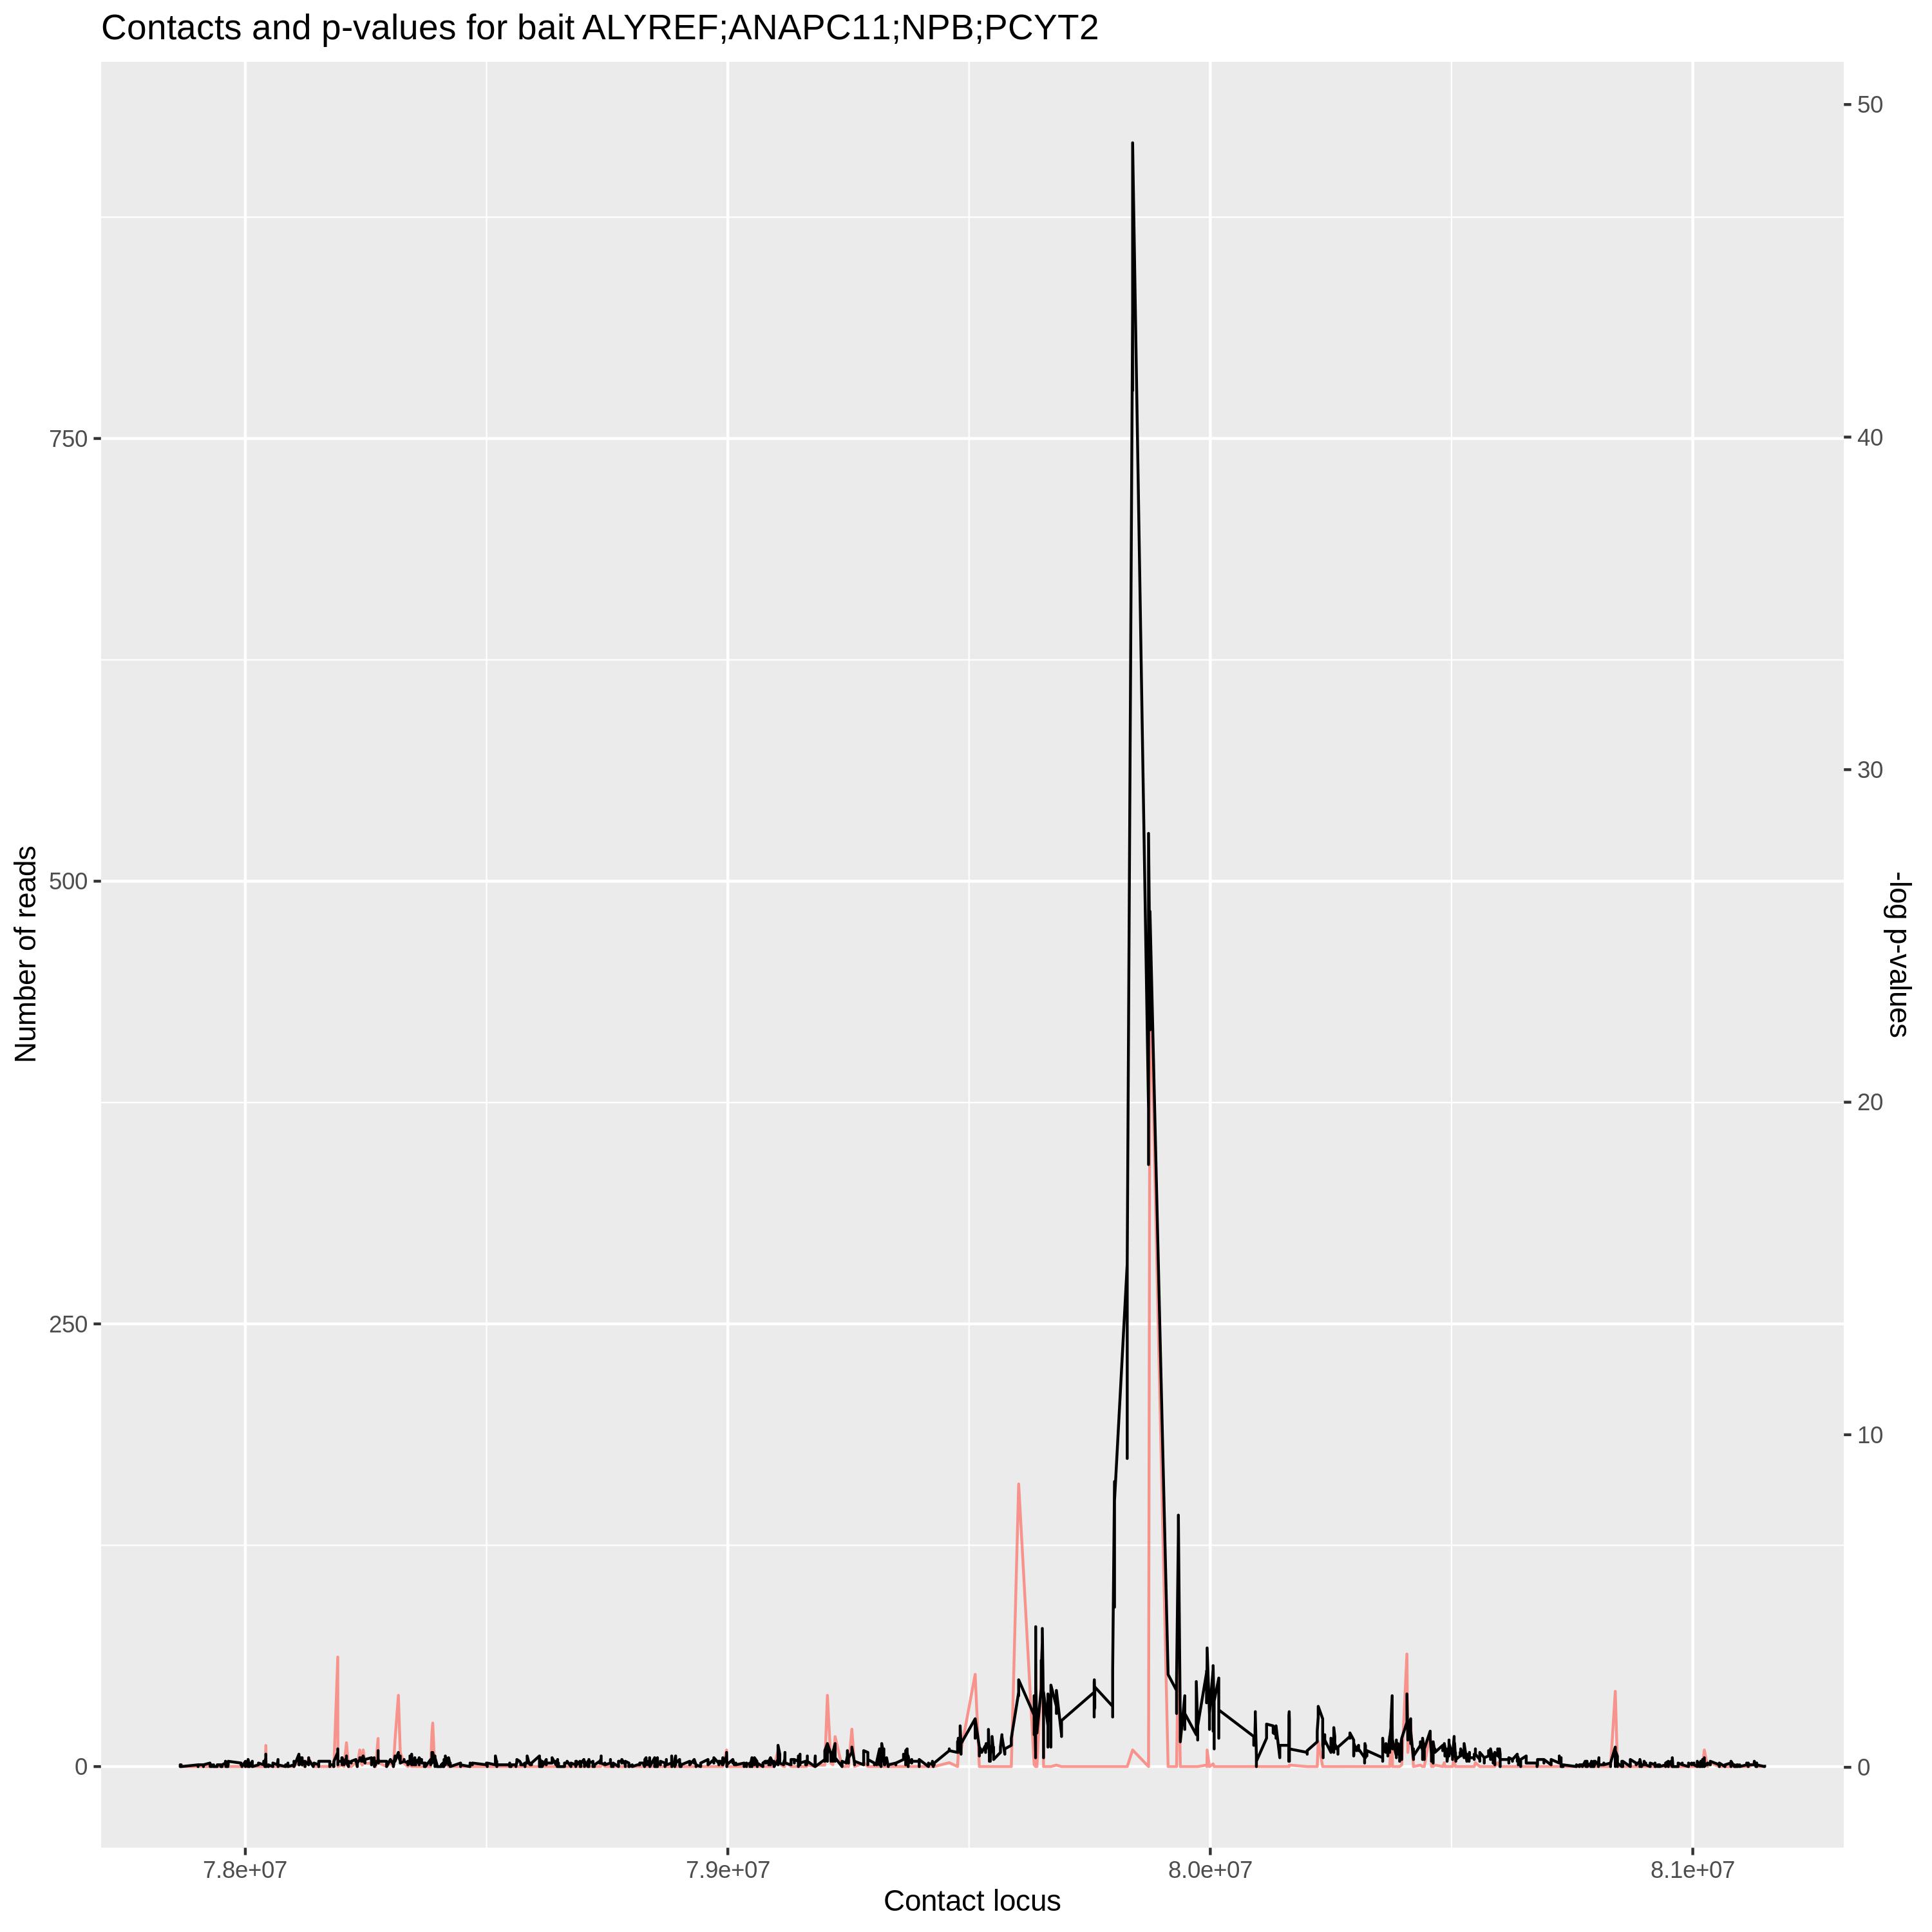 Contacts and p-values for bait ALYREF;ANAPC11;NPB;PCYT2
Number of reads
750
500
250
0
50
40
30
20
10
0
-log p-values
7.8e+07
7.9e+07
8.0e+07
8.1e+07
Contact locus